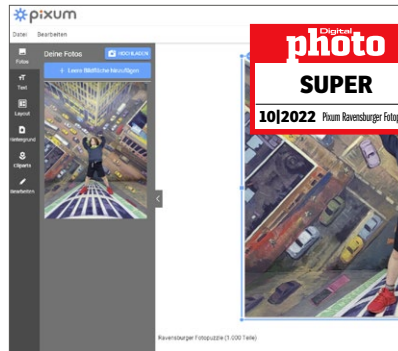 pixum
Datei Bearbeiten
Digital
photo
SUPER
10|2022 Pixum Ravensburger Fotop
Deine Fotos HOCHLADEN
+ Leere Bildfläche hinzufügen
Fotos
Text
Layout
Hintergrund
Cliparts
Bearbeiten
Ravensburger Fotopuzzle (1.000 Teile)